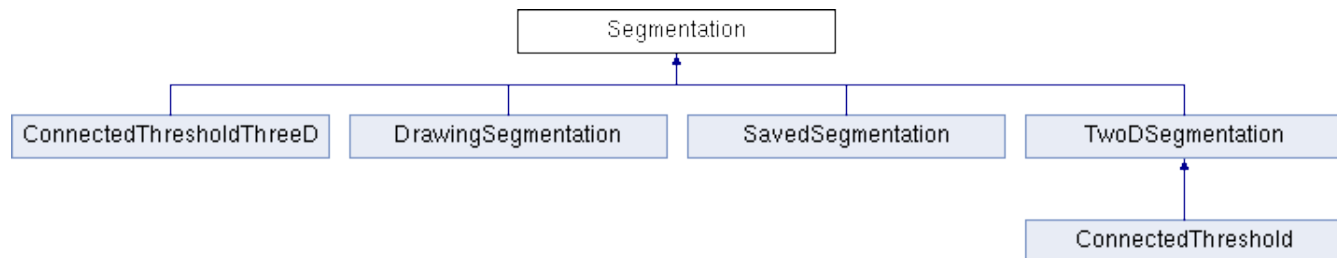 Segmentation
ConnectedThresholdThreeD
DrawingSegmentation
SavedSegmentation
TwoDSegmentation
ConnectedThreshold